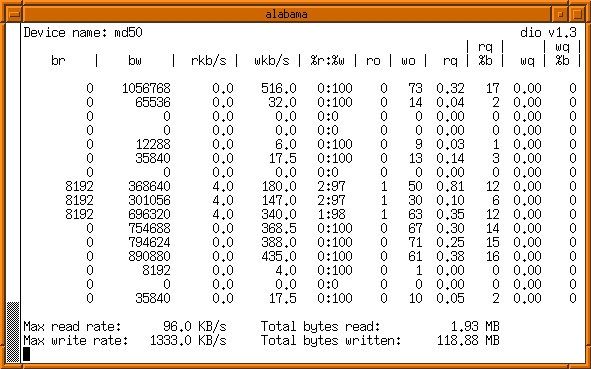 alabama
Device name: md50 dio v1.3
| rq | wq |
br | bw | rkb/s | wkb/s | %r:%w | ro | wo | rq | %b | wq | %b |
0 1056768 0.0 516.0 0:100 0 73 0.32 17 0.00 0
0 65536 0.0 32.0 0:100 0 14 0.04 2 0.00 0
0 0 0.0 0.0 0:0 0 0 0.00 0 0.00 0
0 0 0.0 0.0 0:0 0 0 0.00 0 0.00 0
0 12288 0.0 6.0 0:100 0 9 0.03 1 0.00 0
0 35840 0.0 17.5 0:100 0 13 0.14 3 0.00 0
0 0 0.0 0.0 0:0 0 0 0.00 0 0.00 0
8192 368640 4.0 180.0 2:97 1 50 0.81 12 0.00 0
8192 301056 4.0 147.0 2:97 1 30 0.10 6 0.00 0
8192 696320 4.0 340.0 1:98 1 63 0.35 12 0.00 0
0 754688 0.0 368.5 0:100 0 67 0.30 14 0.00 0
0 794624 0.0 388.0 0:100 0 71 0.25 15 0.00 0
0 890880 0.0 435.0 0:100 0 61 0.38 16 0.00 0
0 8192 0.0 4.0 0:100 0 1 0.00 0 0.00 0
0 0 0.0 0.0 0:0 0 0 0.00 0 0.00 0
0 35840 0.0 17.5 0:100 0 10 0.05 2 0.00 0
Max read rate: 96.0 KB/s Total bytes read: 1.93 MB
Max write rate: 1333.0 KB/s Total bytes written: 118.88 MB